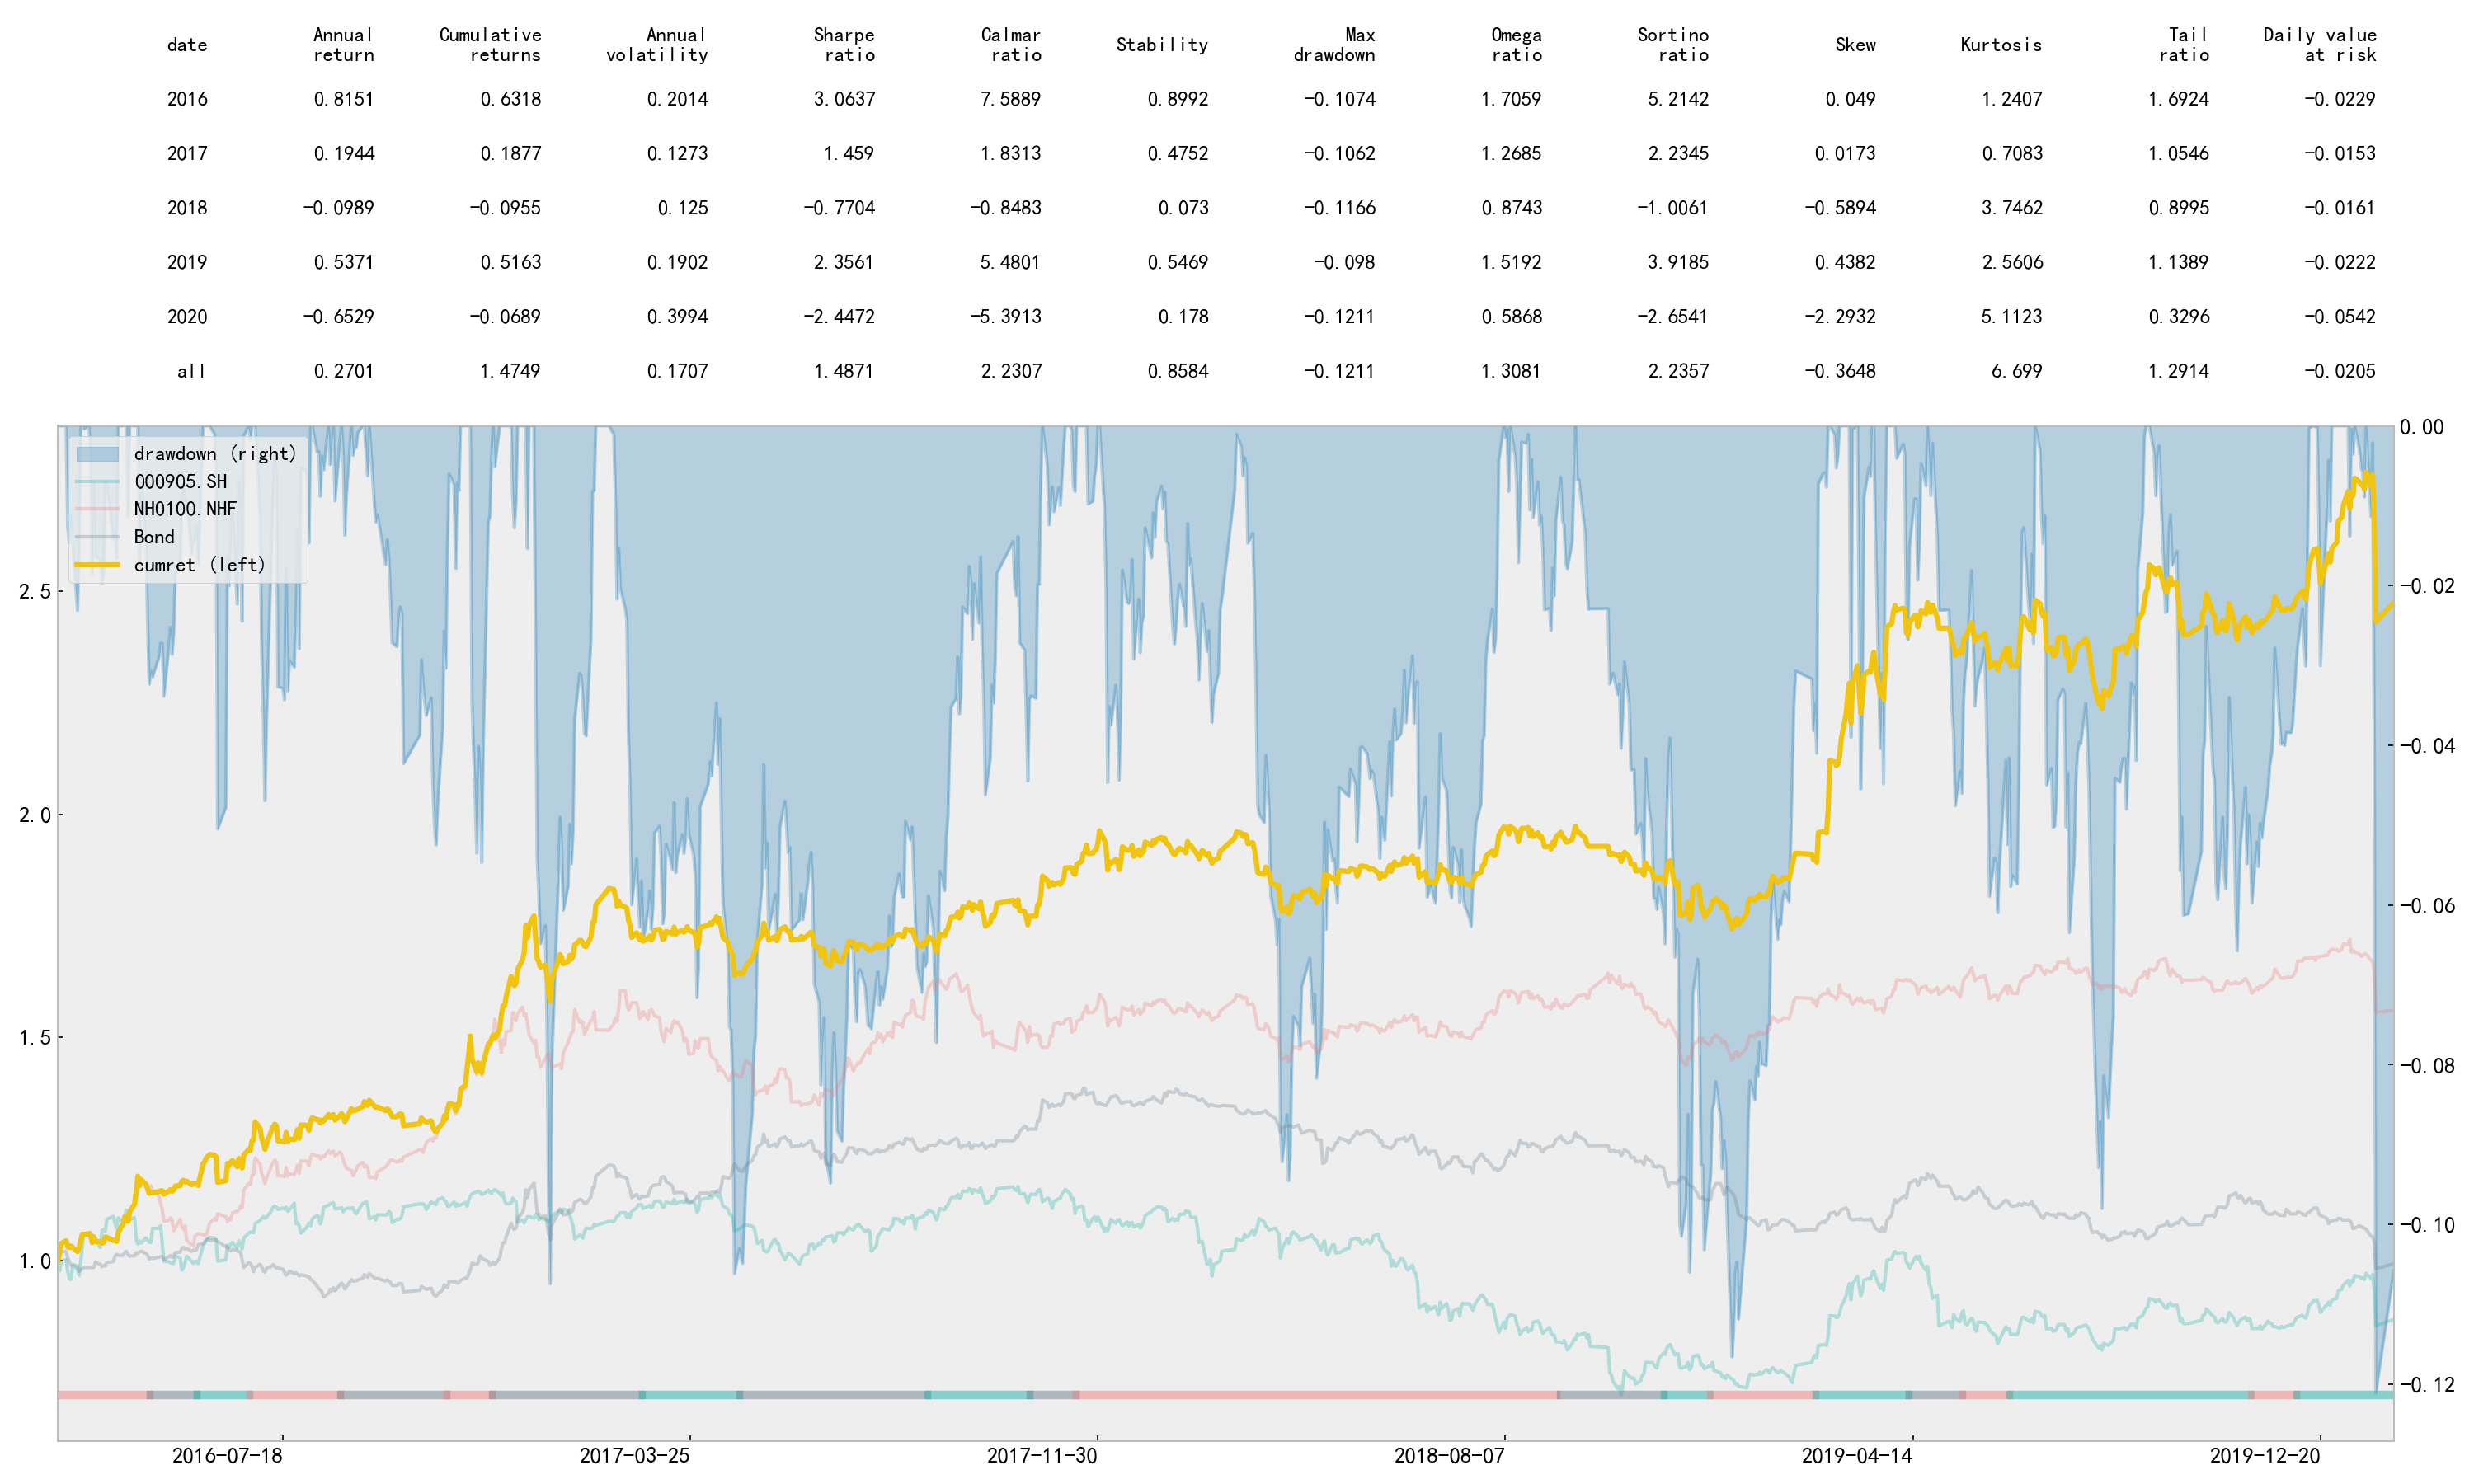 date Annual return Cumulative returns Annual volatility Sharpe ratio Calmar ratio Stability Max drawdown Omega ratio Sortino ratio Skew Kurtosis Tail ratio Daily value at risk
2016 0.8151 0.6318 0.2014 3.0637 7.5889 0.8992 −0.1074 1.7059 5.2142 0.049 1.2407 1.6924 −0.0229
2017 0.1944 0.1877 0.1273 1.459 1.8313 0.4752 −0.1062 1.2685 2.2345 0.0173 0.7083 1.0546 −0.0153
2018 −0.0989 −0.0955 0.125 −0.7704 −0.8483 0.073 −0.1166 0.8743 −1.0061 −0.5894 3.7462 0.8995 −0.0161
2019 0.5371 0.5163 0.1902 2.3561 5.4801 0.5469 −0.098 1.5192 3.9185 0.4382 2.5606 1.1389 −0.0222
2020 −0.6529 −0.0689 0.3994 −2.4472 −5.3913 0.178 −0.1211 0.5868 −2.6541 −2.2932 5.1123 0.3296 −0.0542
all 0.2701 1.4749 0.1707 1.4871 2.2307 0.8584 −0.1211 1.3081 2.2357 −0.3648 6.699 1.2914 −0.0205
drawdown (right)
000905.SH
NH0100.NHF
Bond
cumret (left)
2.5
2.0
1.5
1.0
0.00
−0.02
−0.04
−0.06
−0.08
−0.10
−0.12
2016−07−18 2017−03−25 2017−11−30 2018−08−07 2019−04−14 2019−12−20